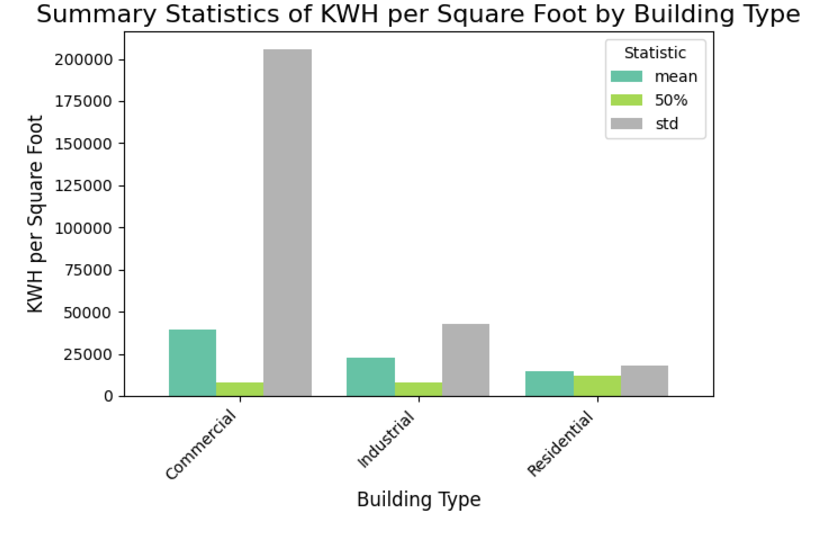 Summary Statistics of KWH per Square Foot by Building Type
KWH per Square Foot
200000
175000
150000
125000
100000
75000
50000
25000
0
Statistic
mean
50%
std
Commercial
Industrial
Residential
Building Type